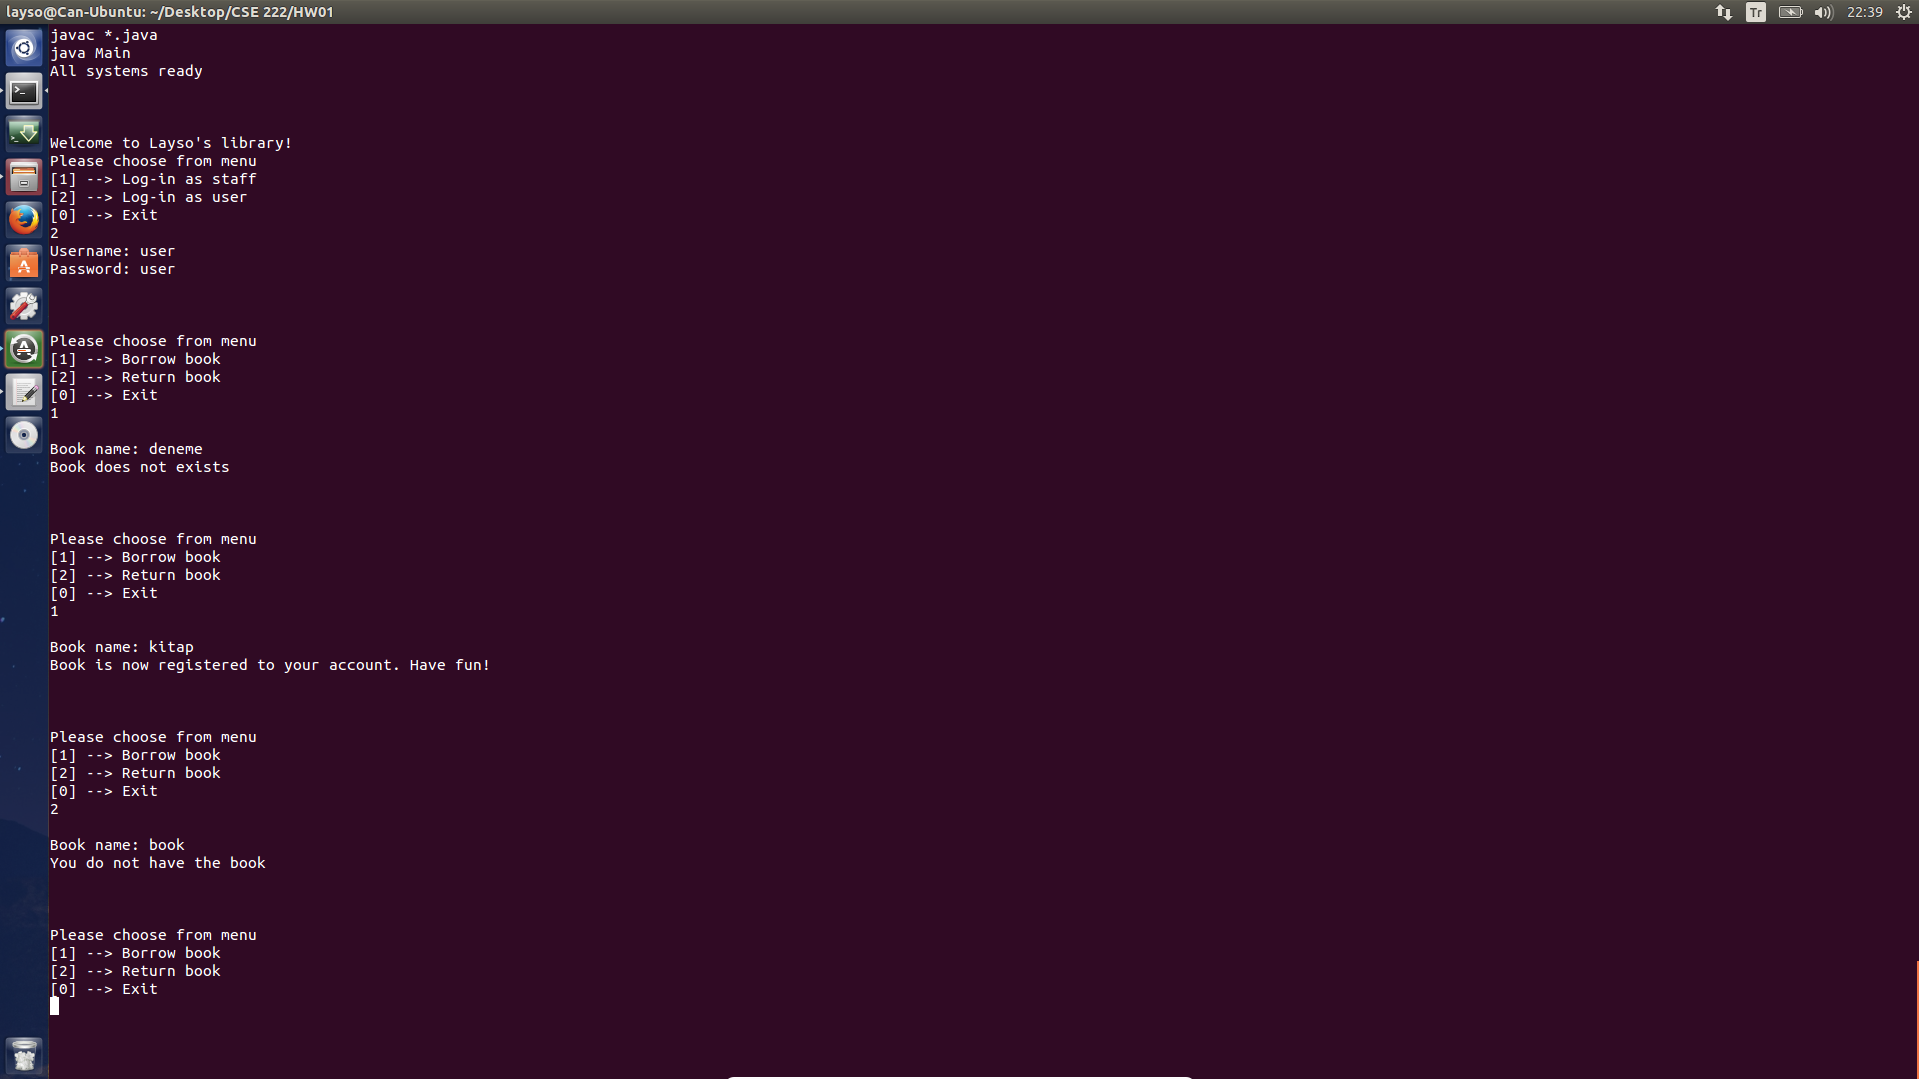 layso@Can-Ubuntu: ~/Desktop/CSE 222/HW01
Tr
22:39
javac *.java
java Main
All systems ready
Welcome to Layso's library!
Please choose from menu
[1] --> Log-in as staff
[2] --> Log-in as user
[0] --> Exit
2
Username: user
Password: user
Please choose from menu
[1] --> Borrow book
[2] --> Return book
[0] --> Exit
1
Book name: deneme
Book does not exists
Please choose from menu
[1] --> Borrow book
[2] --> Return book
[0] --> Exit
1
Book name: kitap
Book is now registered to your account. Have fun!
Please choose from menu
[1] --> Borrow book
[2] --> Return book
[0] --> Exit
2
Book name: book
You do not have the book
Please choose from menu
[1] --> Borrow book
[2] --> Return book
[0] --> Exit